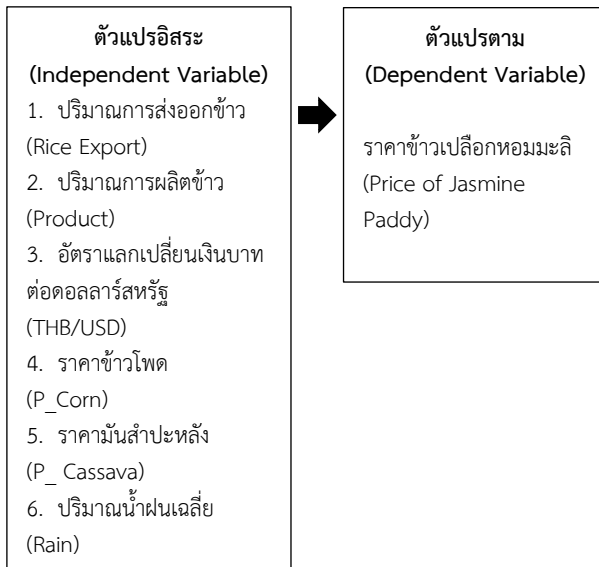 ตัวแปรอิสระ
(Independent Variable)
1. ปริมาณการส่งออกข้าว
(Rice Export)
2. ปริมาณการผลิตข้าว
(Product)
3. อัตราแลกเปลี่ยนเงินบาท
ต่อดอลลาร์สหรัฐ
(THB/USD)
4. ราคาข้าวโพด
(P_Corn)
5. ราคามันสำปะหลัง
(P_ Cassava)
6. ปริมาณน้ำฝนเฉลี่ย
(Rain)
ตัวแปรตาม
(Dependent Variable)
ราคาข้าวเปลือกหอมมะลิ
(Price of Jasmine
Paddy)